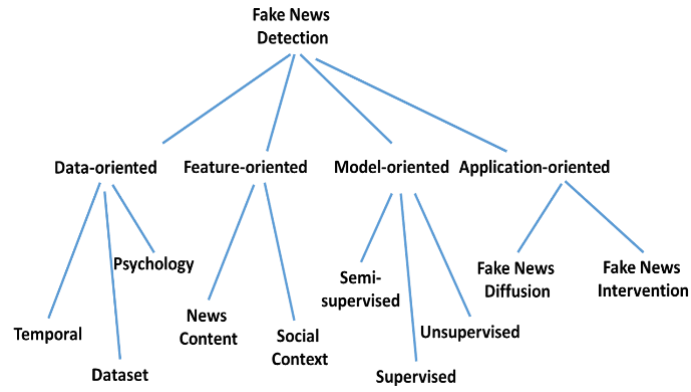 Fake News
Detection
Data-oriented
Feature-oriented
Model-oriented
Application-oriented
Psychology
Temporal
Dataset
News
Content
Social
Context
Semi-
supervised
Unsupervised
Supervised
Fake News
Diffusion
Fake News
Intervention